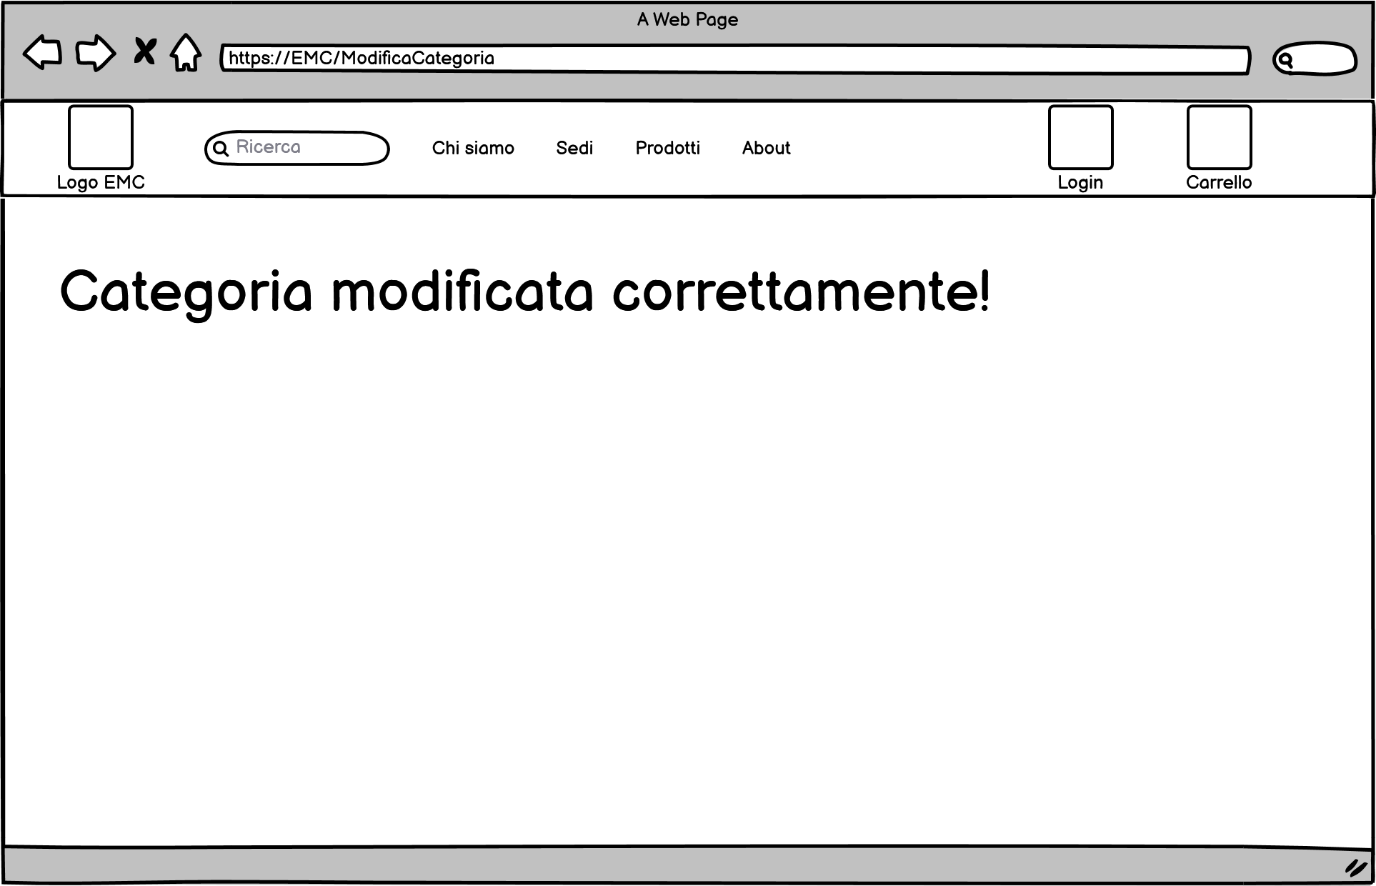 A Web Page
https://EMC/ModificaCategoria
Ricerca
Chi siamo
Sedi
Prodotti
About
Logo EMC
Login
Carrello
Categoria modificata correttamente!